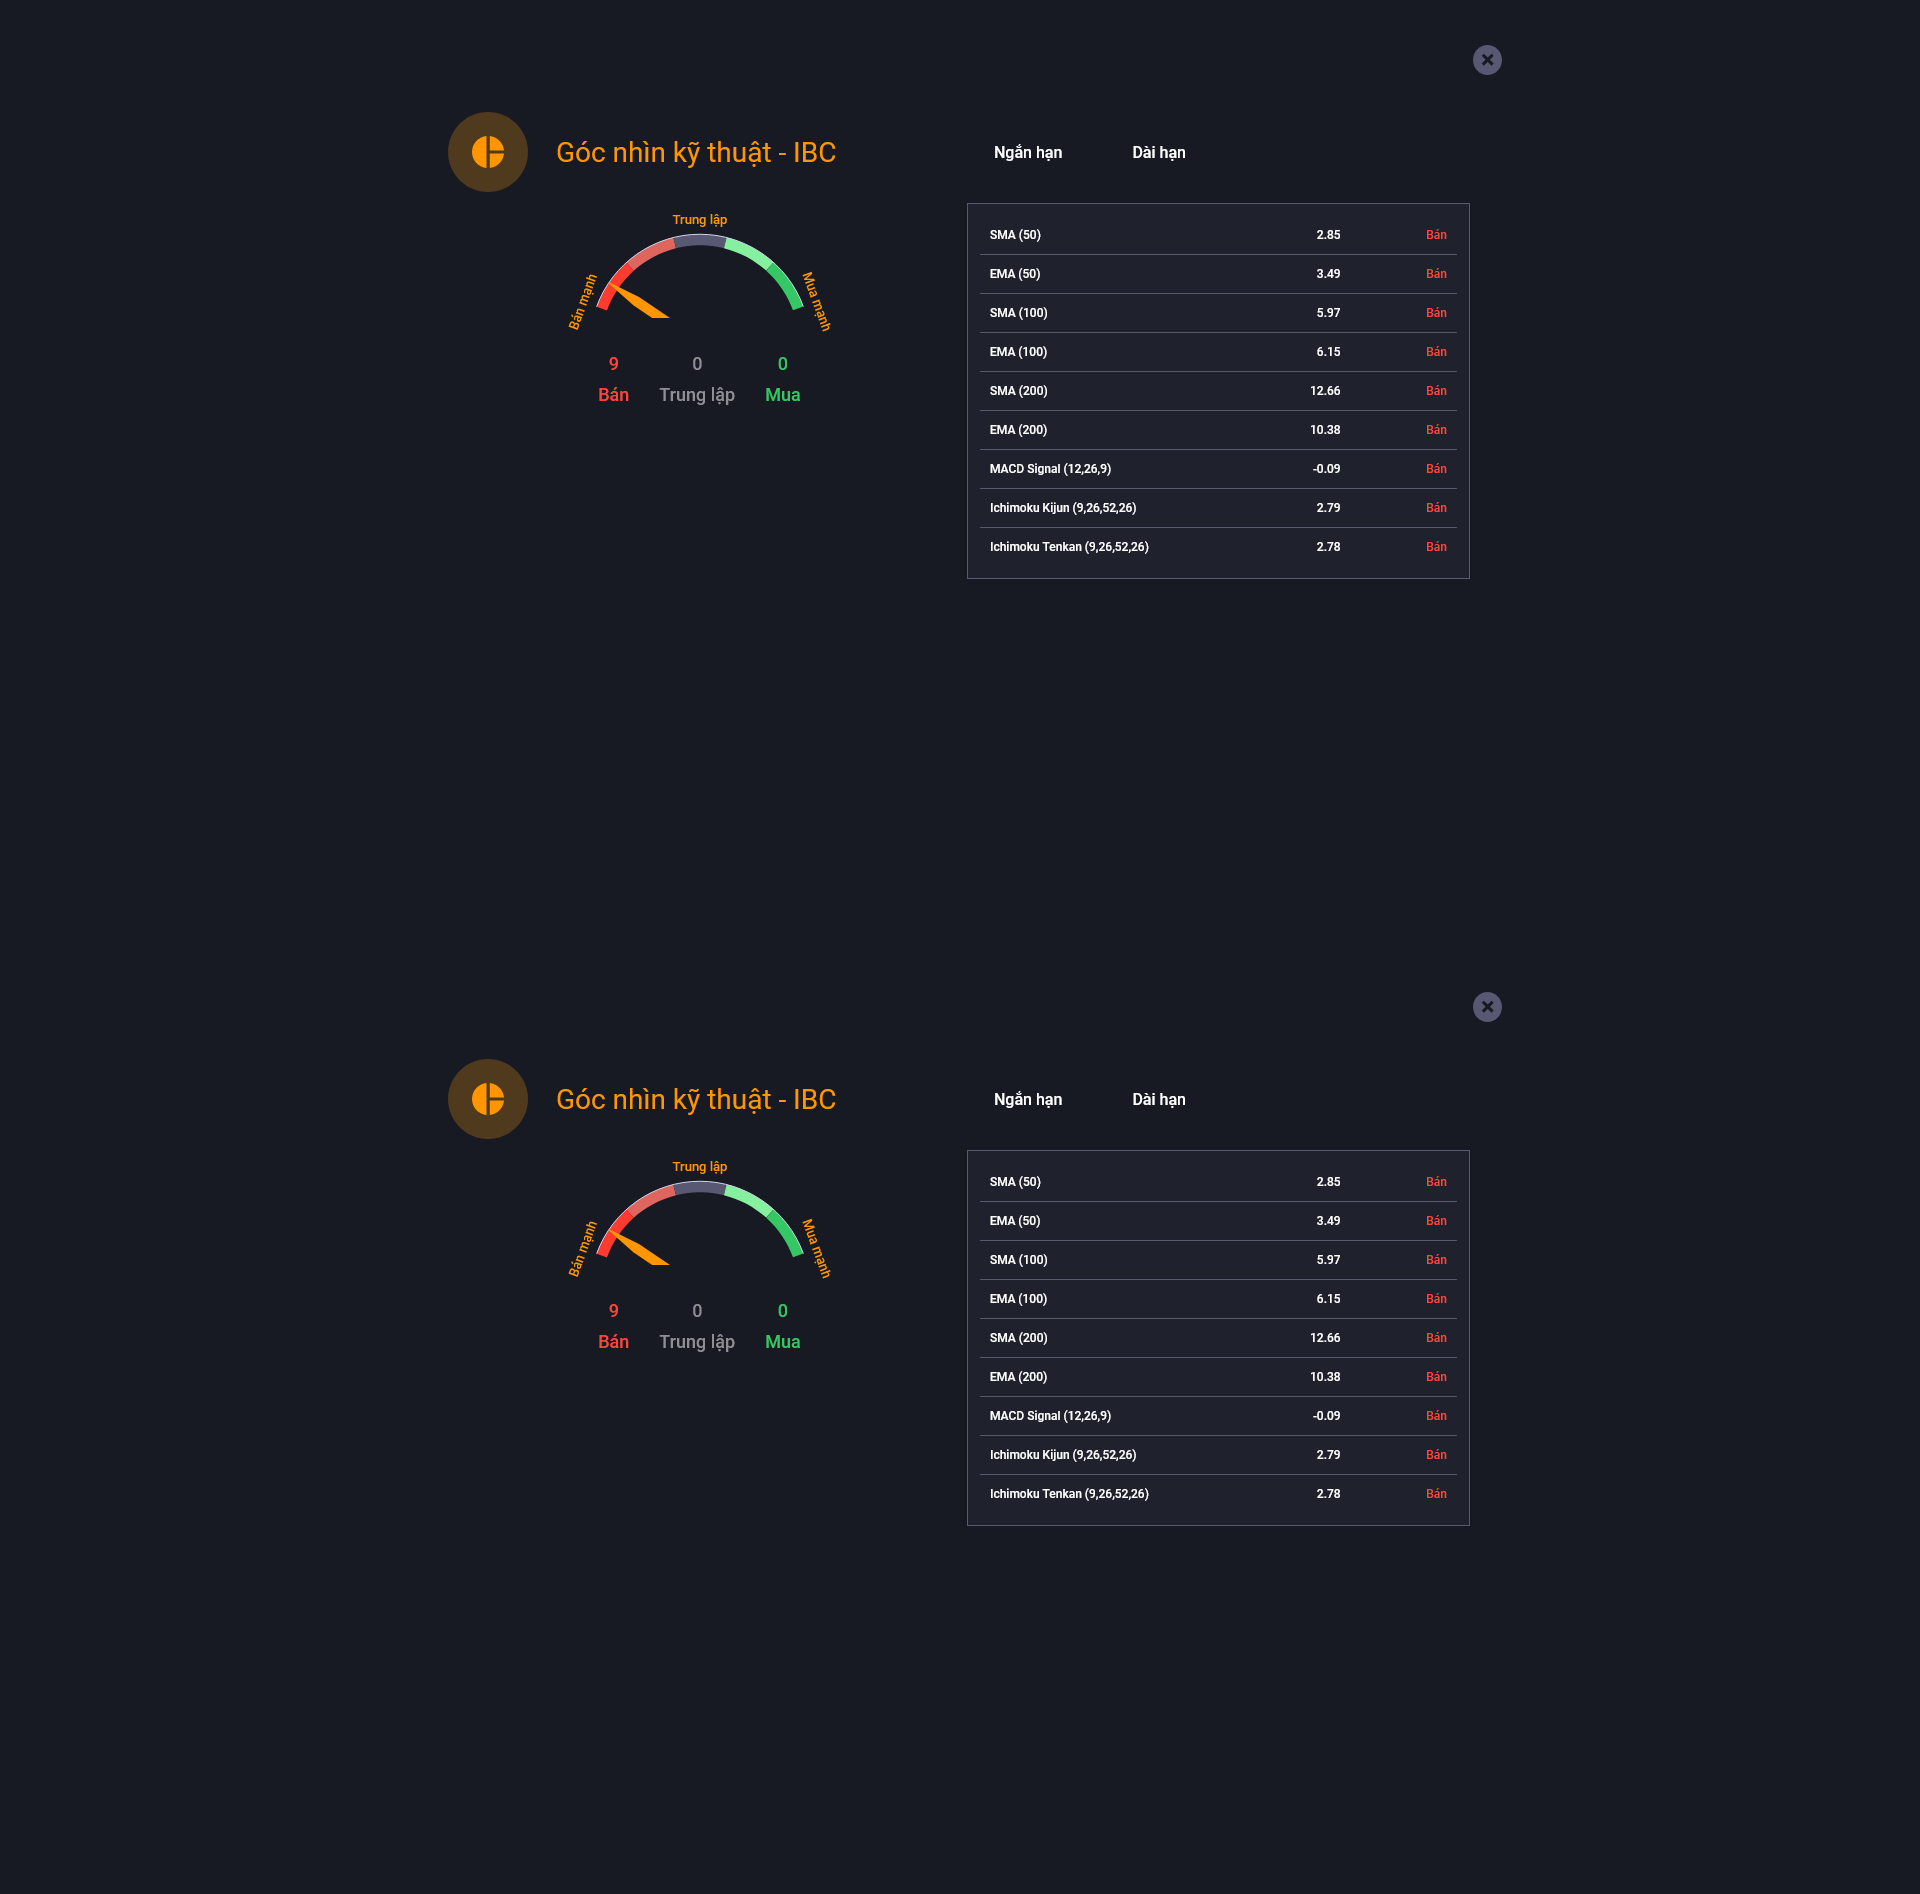 Góc nhìn kỹ thuật - IBC
Ngắn hạn Dài hạn
Trung lập
Bán mạnh
Mua mạnh
9 0 0
Bán Trung lập Mua
SMA (50) 2.85 Bán
EMA (50) 3.49 Bán
SMA (100) 5.97 Bán
EMA (100) 6.15 Bán
SMA (200) 12.66 Bán
EMA (200) 10.38 Bán
MACD Signal (12,26,9) -0.09 Bán
Ichimoku Kijun (9,26,52,26) 2.79 Bán
Ichimoku Tenkan (9,26,52,26) 2.78 Bán
Góc nhìn kỹ thuật - IBC
Ngắn hạn Dài hạn
Trung lập
Bán mạnh
Mua mạnh
9 0 0
Bán Trung lập Mua
SMA (50) 2.85 Bán
EMA (50) 3.49 Bán
SMA (100) 5.97 Bán
EMA (100) 6.15 Bán
SMA (200) 12.66 Bán
EMA (200) 10.38 Bán
MACD Signal (12,26,9) -0.09 Bán
Ichimoku Kijun (9,26,52,26) 2.79 Bán
Ichimoku Tenkan (9,26,52,26) 2.78 Bán